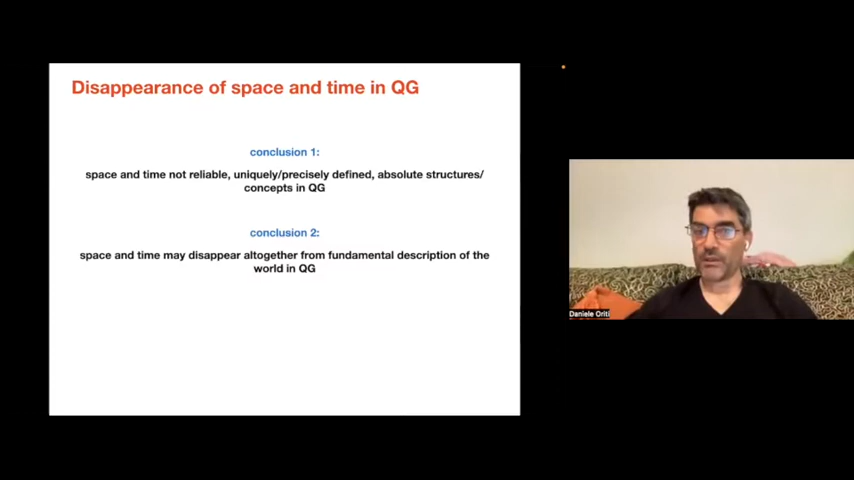 Disappearance of space and time in QG
conclusion 1:
space and time not reliable, uniquely/precisely defined, absolute structures/
concepts in QG
conclusion 2:
space and time may disappear altogether from fundamental description of the
world in QG
Daniele Oriti